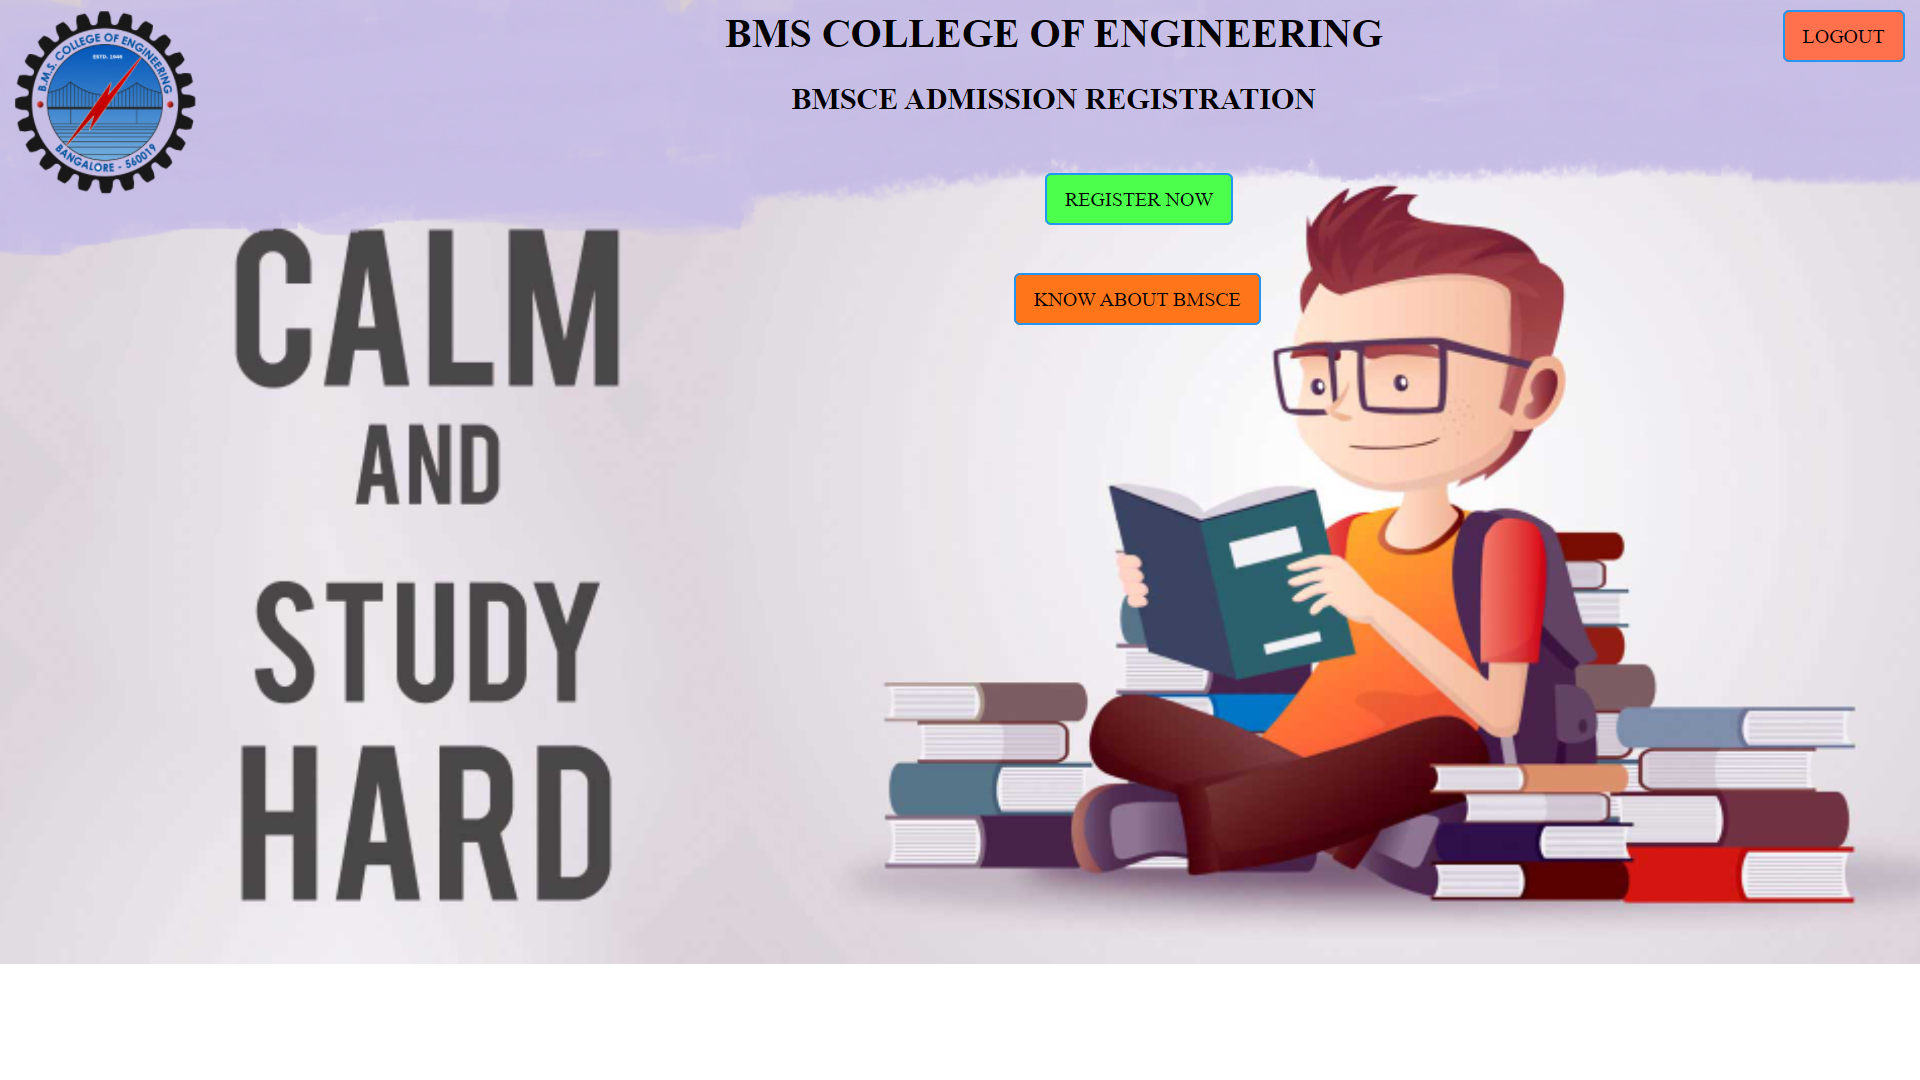 B.M.S. COLLEGE OF ENGINEERING
ESTD. 1946
BANGALORE - 560019
BMS COLLEGE OF ENGINEERING
LOGOUT
BMSCE ADMISSION REGISTRATION
REGISTER NOW
KNOW ABOUT BMSCE
CALM
AND
STUDY
HARD